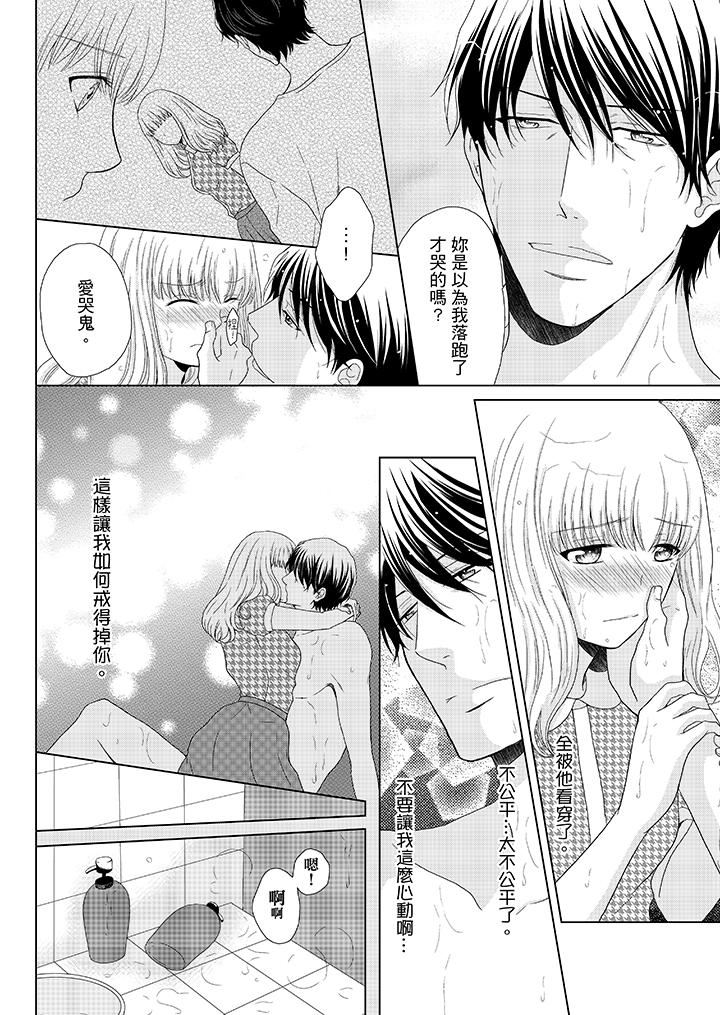 妳是以為我落跑了
才哭的嗎？
…！
捏
愛哭鬼。
全被他看穿了。
不公平…太不公平了。
不要讓我這麼心動啊…
這樣讓我如何戒得掉你。
嗯！
啊
啊